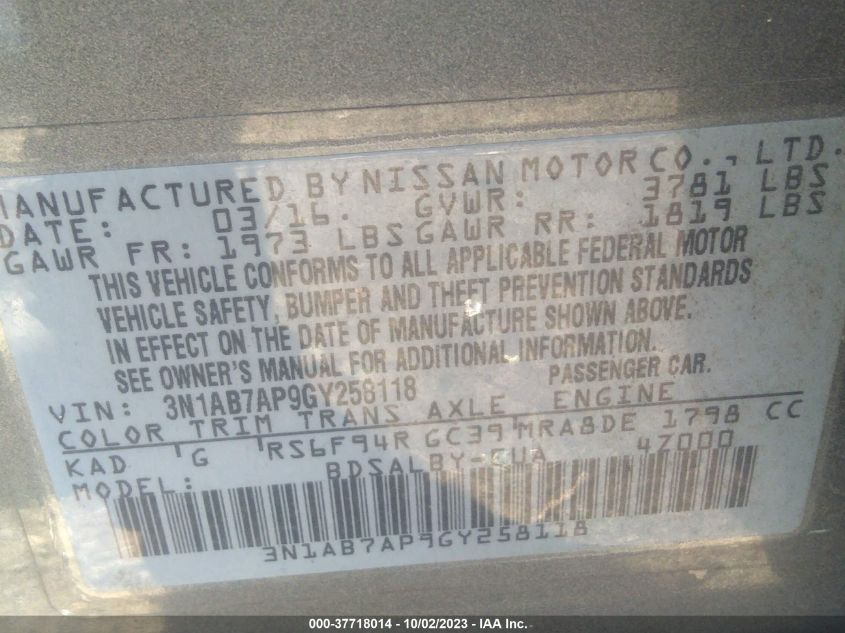 MANUFACTURED BY NISSAN MOTOR CO., LTD.
DATE: 03/16. GVWR: 3781 LBS
GAWR FR: 1973 LBS GAWR RR: 1819 LBS
THIS VEHICLE CONFORMS TO ALL APPLICABLE FEDERAL MOTOR
VEHICLE SAFETY, BUMPER AND THEFT PREVENTION STANDARDS
IN EFFECT ON THE DATE OF MANUFACTURE SHOWN ABOVE.
SEE OWNER'S MANUAL FOR ADDITIONAL INFORMATION.
PASSENGER CAR.
VIN: 3N1AB7AP9GY258118
COLOR TRIM TRANS AXLE ENGINE
KAD G RS6F94R GC39 MRA8DE 1798 CC
MODEL: BDSALBY-EUA 4Z000
3N1AB7AP9GY258118
000-37718014 - 10/02/2023 - IAA Inc.